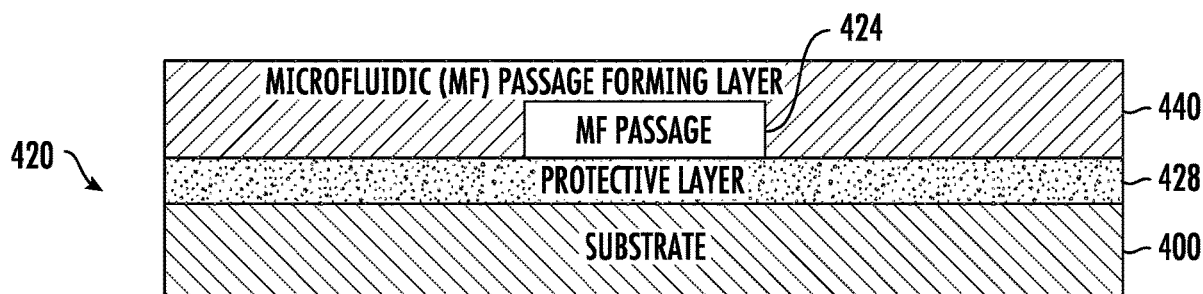 424
MICROFLUIDIC (MF) PASSAGE FORMING LAYER
440
MF PASSAGE
420
PROTECTIVE LAYER
428
SUBSTRATE
400